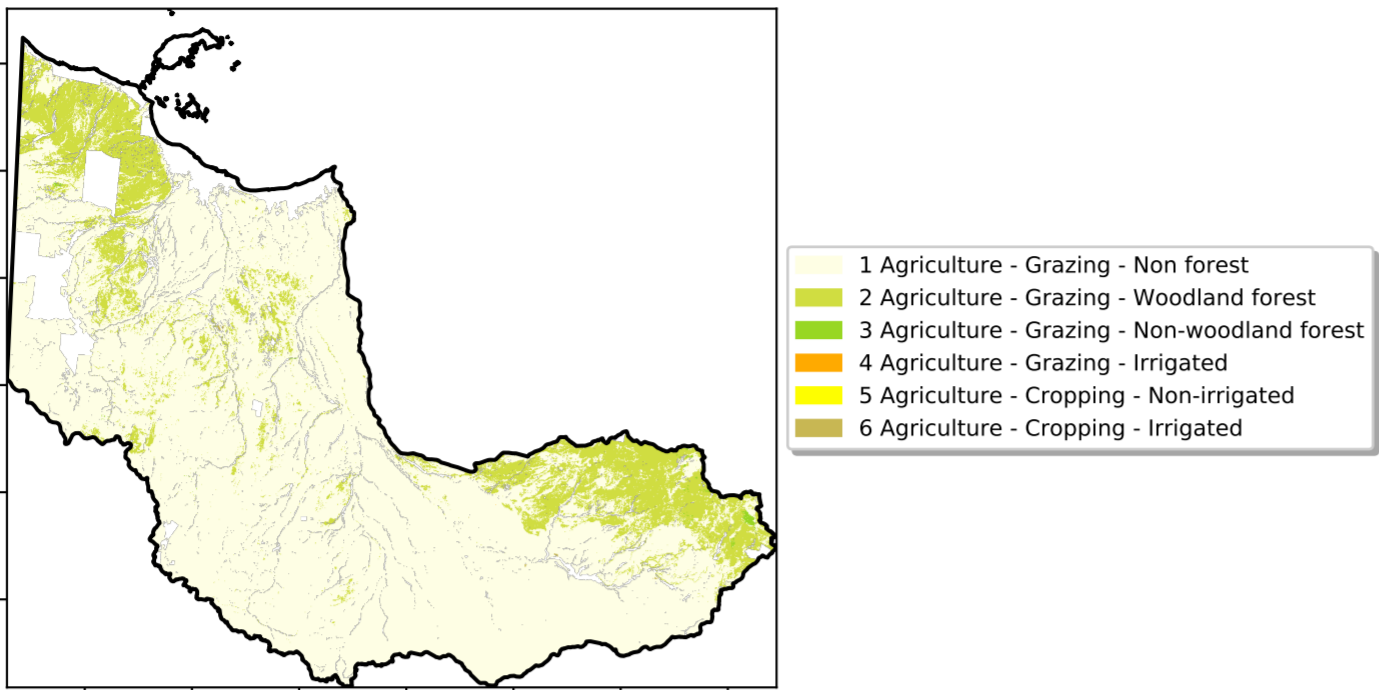 1 Agriculture - Grazing - Non forest
2 Agriculture - Grazing - Woodland forest
3 Agriculture - Grazing - Non-woodland forest
4 Agriculture - Grazing - Irrigated
5 Agriculture - Cropping - Non-irrigated
6 Agriculture - Cropping - Irrigated